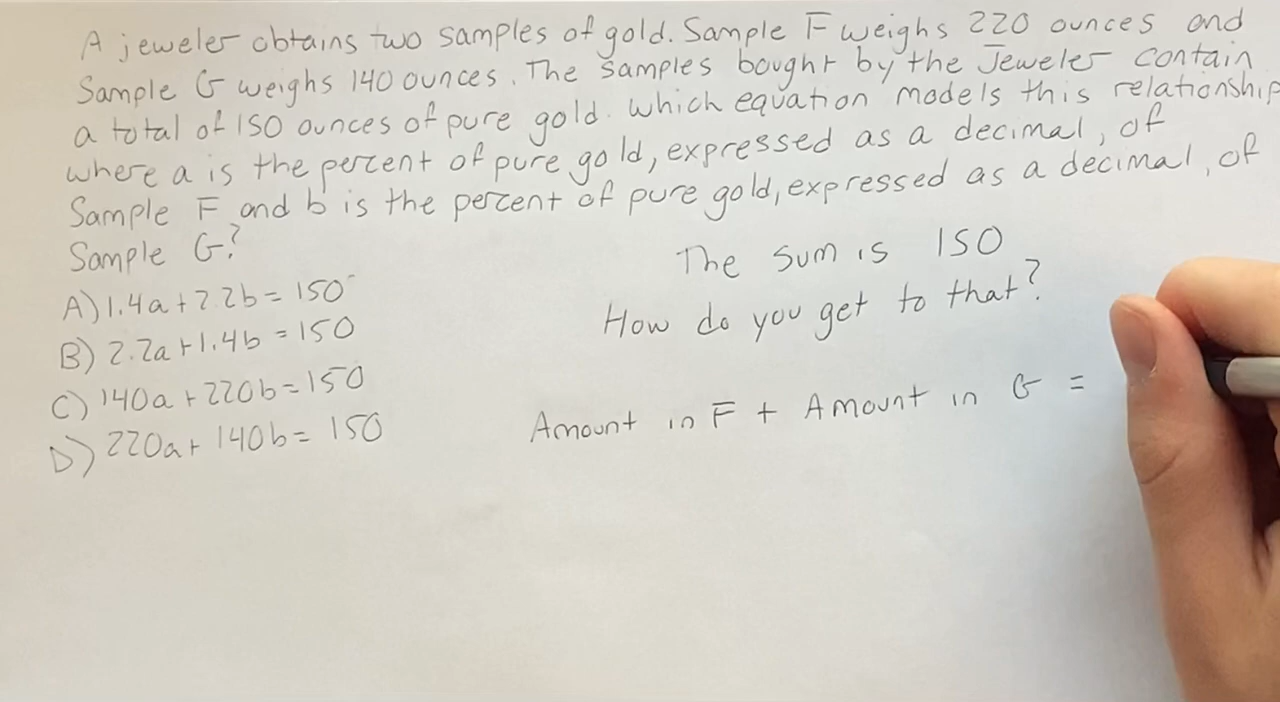 A jeweler obtains two samples of gold. Sample F weighs 220 ounces and
Sample G weighs 140 ounces. The samples bought by the Jeweler contain
a total of 150 ounces of pure gold. which equation models this relationship
where a is the percent of pure gold, expressed as a decimal, of
Sample F and b is the percent of pure gold, expressed as a decimal, of
Sample G?
The sum is 150
How do you get to that?
A) 1.4a + 2.2b = 150
B) 2.2a + 1.4b = 150
C) 140a + 220b = 150
D) 220a + 140b = 150
Amount in F + Amount in G =